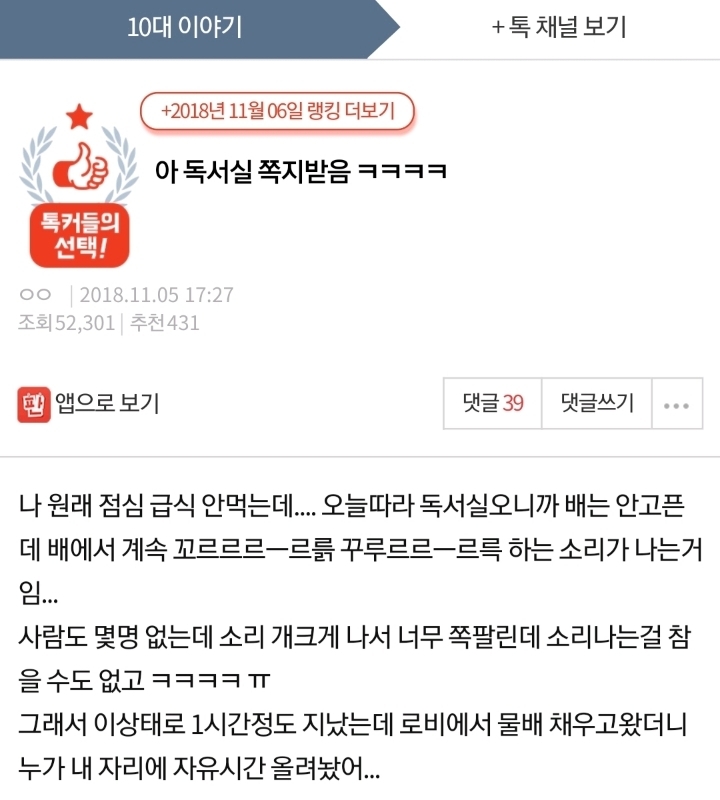 10대 이야기
+ 톡 채널 보기
+2018년 11월 06일 랭킹 더보기
톡커들의
선택!
아 독서실 쪽지받음 ㅋㅋㅋㅋ
ㅇㅇ | 2018.11.05 17:27
조회52,301 | 추천431
판 앱으로 보기
댓글 39
댓글쓰기
...
나 원래 점심 급식 안먹는데.... 오늘따라 독서실오니까 배는 안고픈
데 배에서 계속 꼬르르르ㅡ르륡 꾸루르르ㅡ르륵 하는 소리가 나는거
임...
사람도 몇명 없는데 소리 개크게 나서 너무 쪽팔린데 소리나는걸 참
을 수도 없고 ㅋㅋㅋㅋ ㅠ
그래서 이상태로 1시간정도 지났는데 로비에서 물배 채우고왔더니
누가 내 자리에 자유시간 올려놨어...